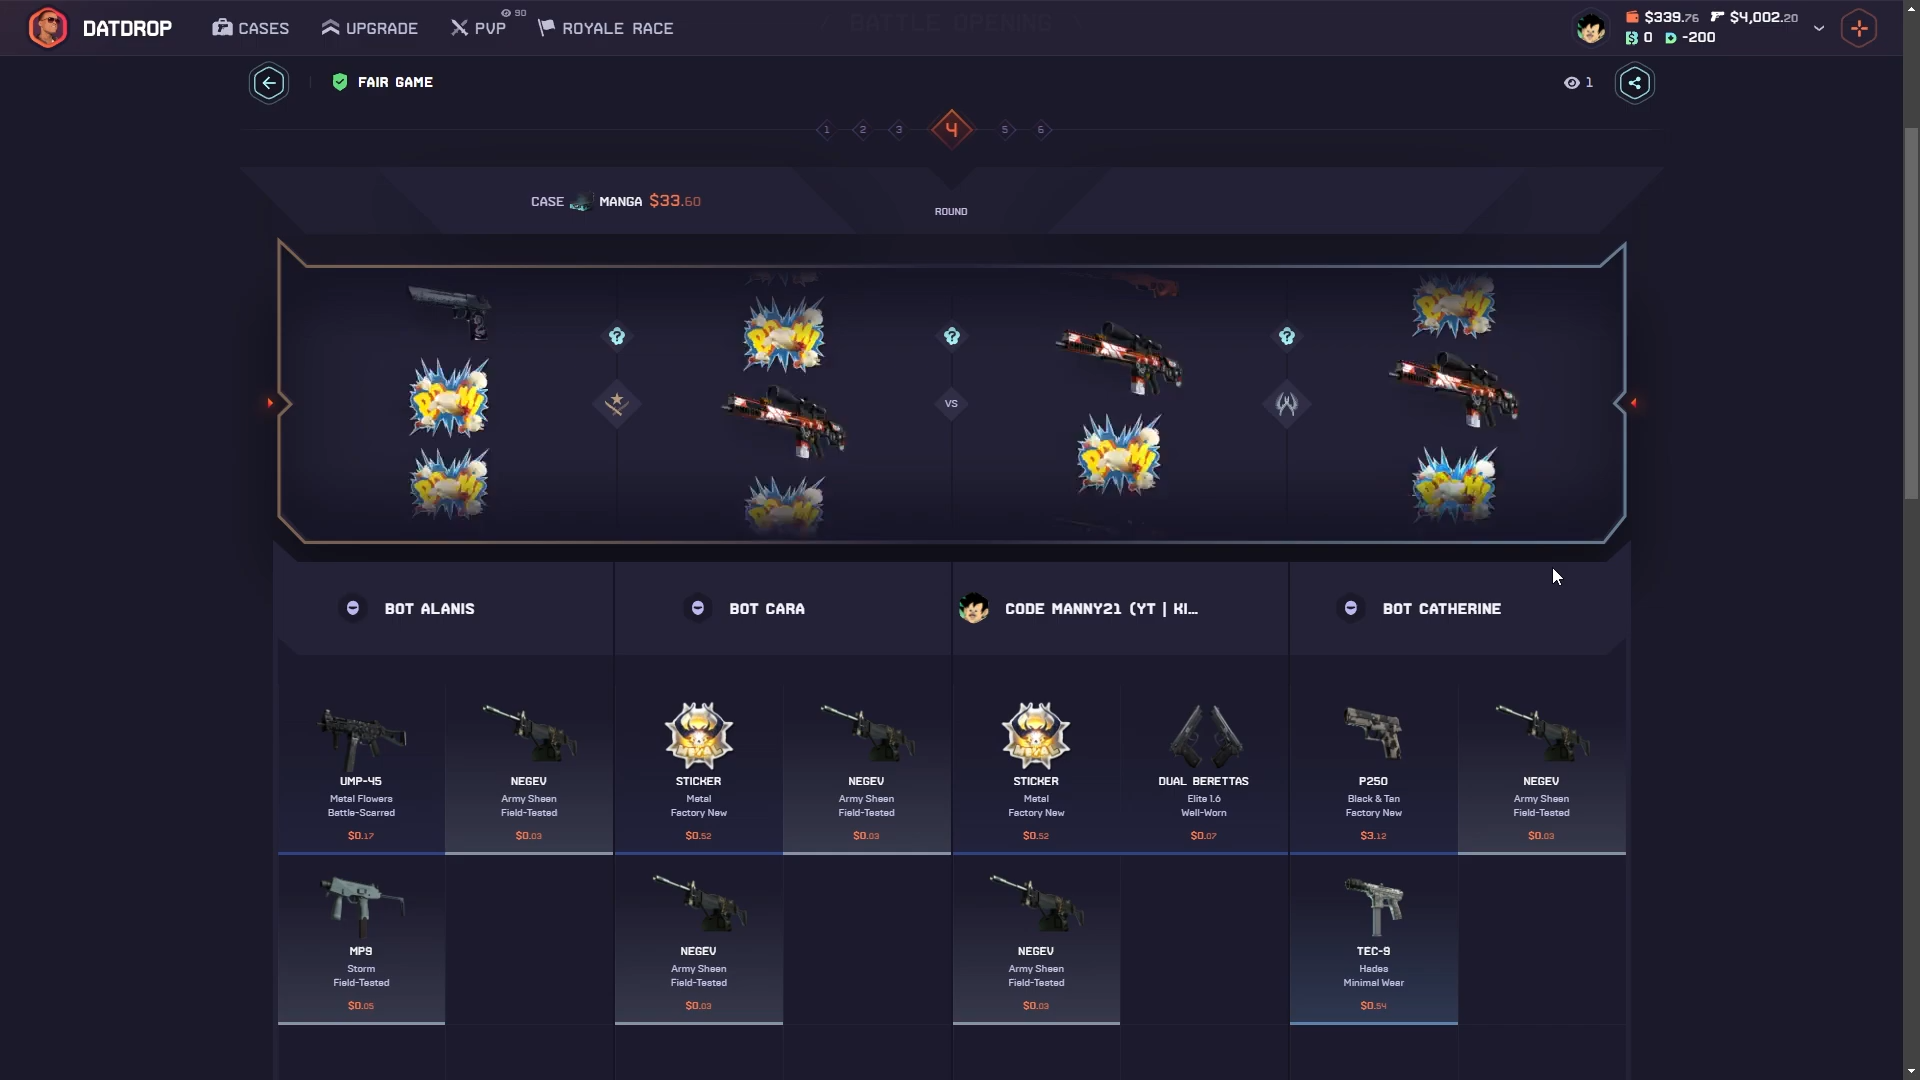 DATDROP
CASES
UPGRADE
PVP
90
ROYALE RACE
BATTLE OPENING
$339.76
$4,002.20
0
-200
FAIR GAME
1
1
2
3
4
5
6
CASE MANGA $33.60
ROUND
VS
BOT ALANIS
BOT CARA
CODE MANNY21 (YT | KI...
BOT CATHERINE
UMP-45
Metal Flowers
Battle-Scarred
$0.17
NEGEV
Army Sheen
Field-Tested
$0.03
STICKER
Metal
Factory New
$0.52
NEGEV
Army Sheen
Field-Tested
$0.03
STICKER
Metal
Factory New
$0.52
DUAL BERETTAS
Elite 1.6
Well-Worn
$0.07
P250
Black & Tan
Factory New
$3.12
NEGEV
Army Sheen
Field-Tested
$0.03
MP9
Storm
Field-Tested
$0.05
NEGEV
Army Sheen
Field-Tested
$0.03
NEGEV
Army Sheen
Field-Tested
$0.03
TEC-9
Hades
Minimal Wear
$0.54